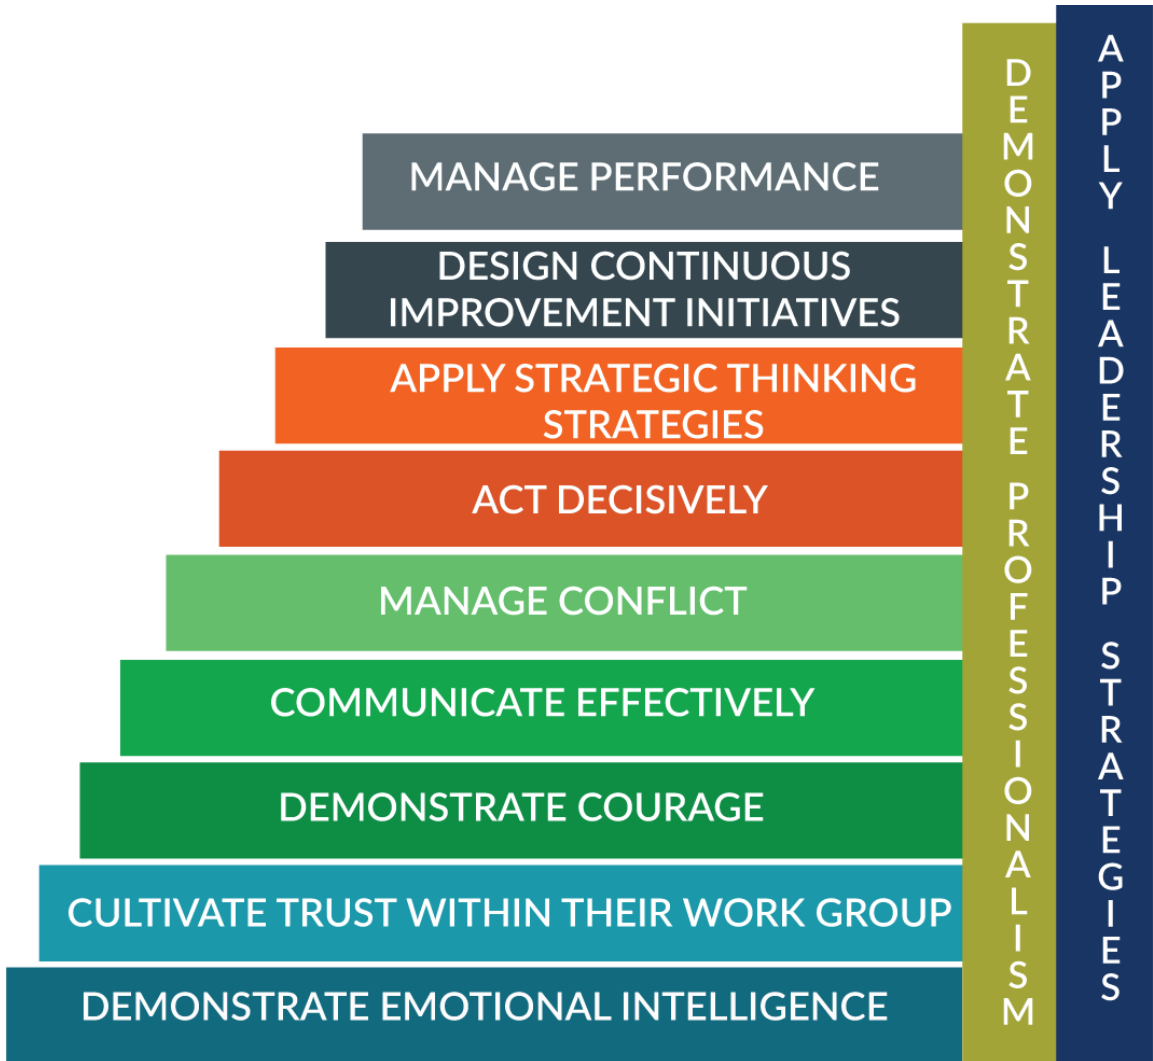 MANAGE PERFORMANCE
DESIGN CONTINUOUS
IMPROVEMENT INITIATIVES
APPLY STRATEGIC THINKING
STRATEGIES
ACT DECISIVELY
MANAGE CONFLICT
COMMUNICATE EFFECTIVELY
DEMONSTRATE COURAGE
CULTIVATE TRUST WITHIN THEIR WORK GROUP
DEMONSTRATE EMOTIONAL INTELLIGENCE
DEMONSTRATE PROFESSIONALISM
APPLY LEADERSHIP STRATEGIES